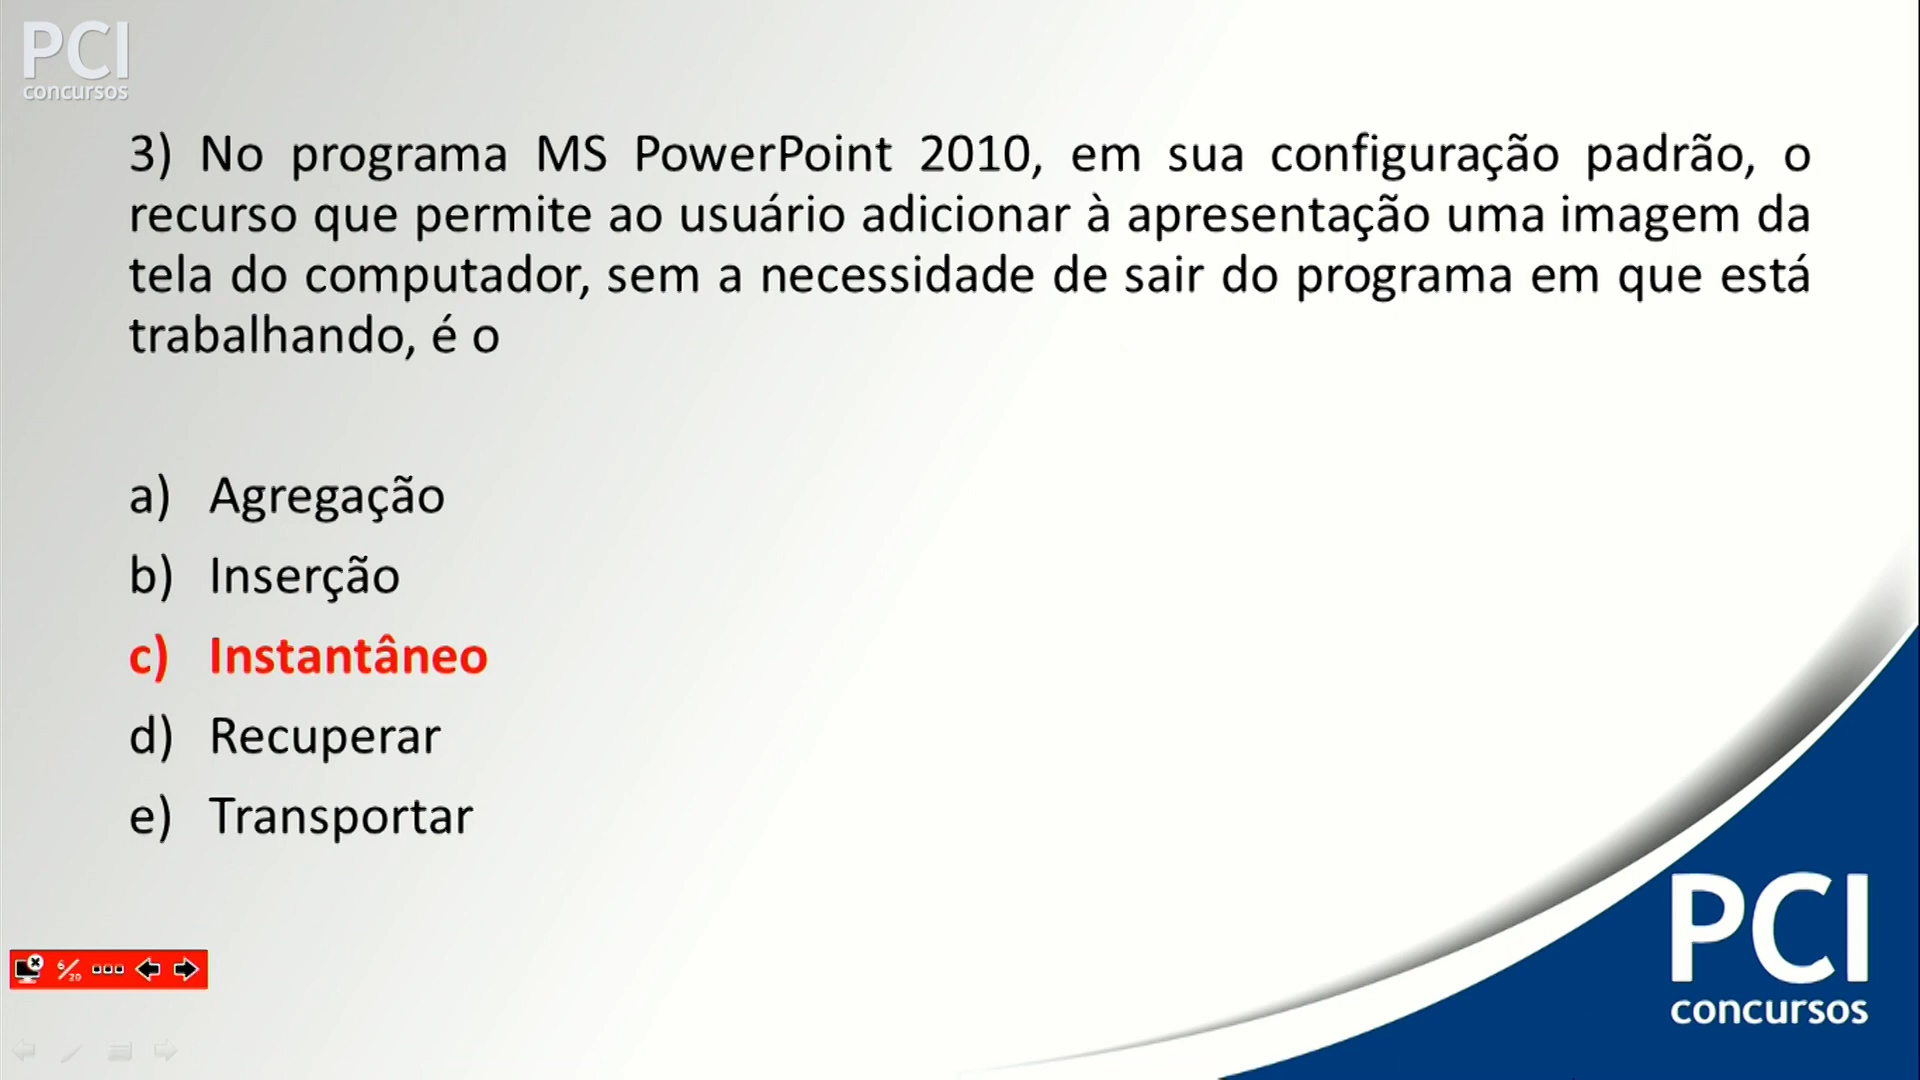 PCI
concursos
3) No programa MS PowerPoint 2010, em sua configuração padrão, o
recurso que permite ao usuário adicionar à apresentação uma imagem da
tela do computador, sem a necessidade de sair do programa em que está
trabalhando, é o
a) Agregação
b) Inserção
c) Instantâneo
d) Recuperar
e) Transportar
6/20
PCI
concursos